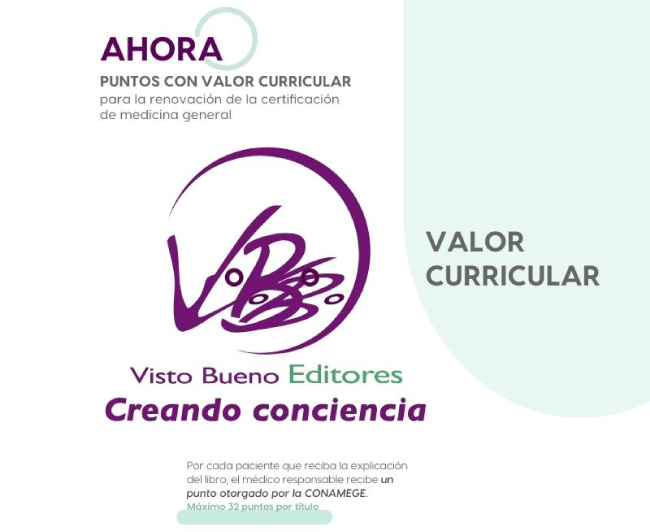 AHORA
PUNTOS CON VALOR CURRICULAR
para la renovación de la certificación
de medicina general
VoBo
VALOR
CURRICULAR
Visto Bueno Editores
Creando conciencia
Por cada paciente que reciba la explicación
del libro, el médico responsable recibe un
punto otorgado por la CONAMEGE.
Máximo 32 puntos por título